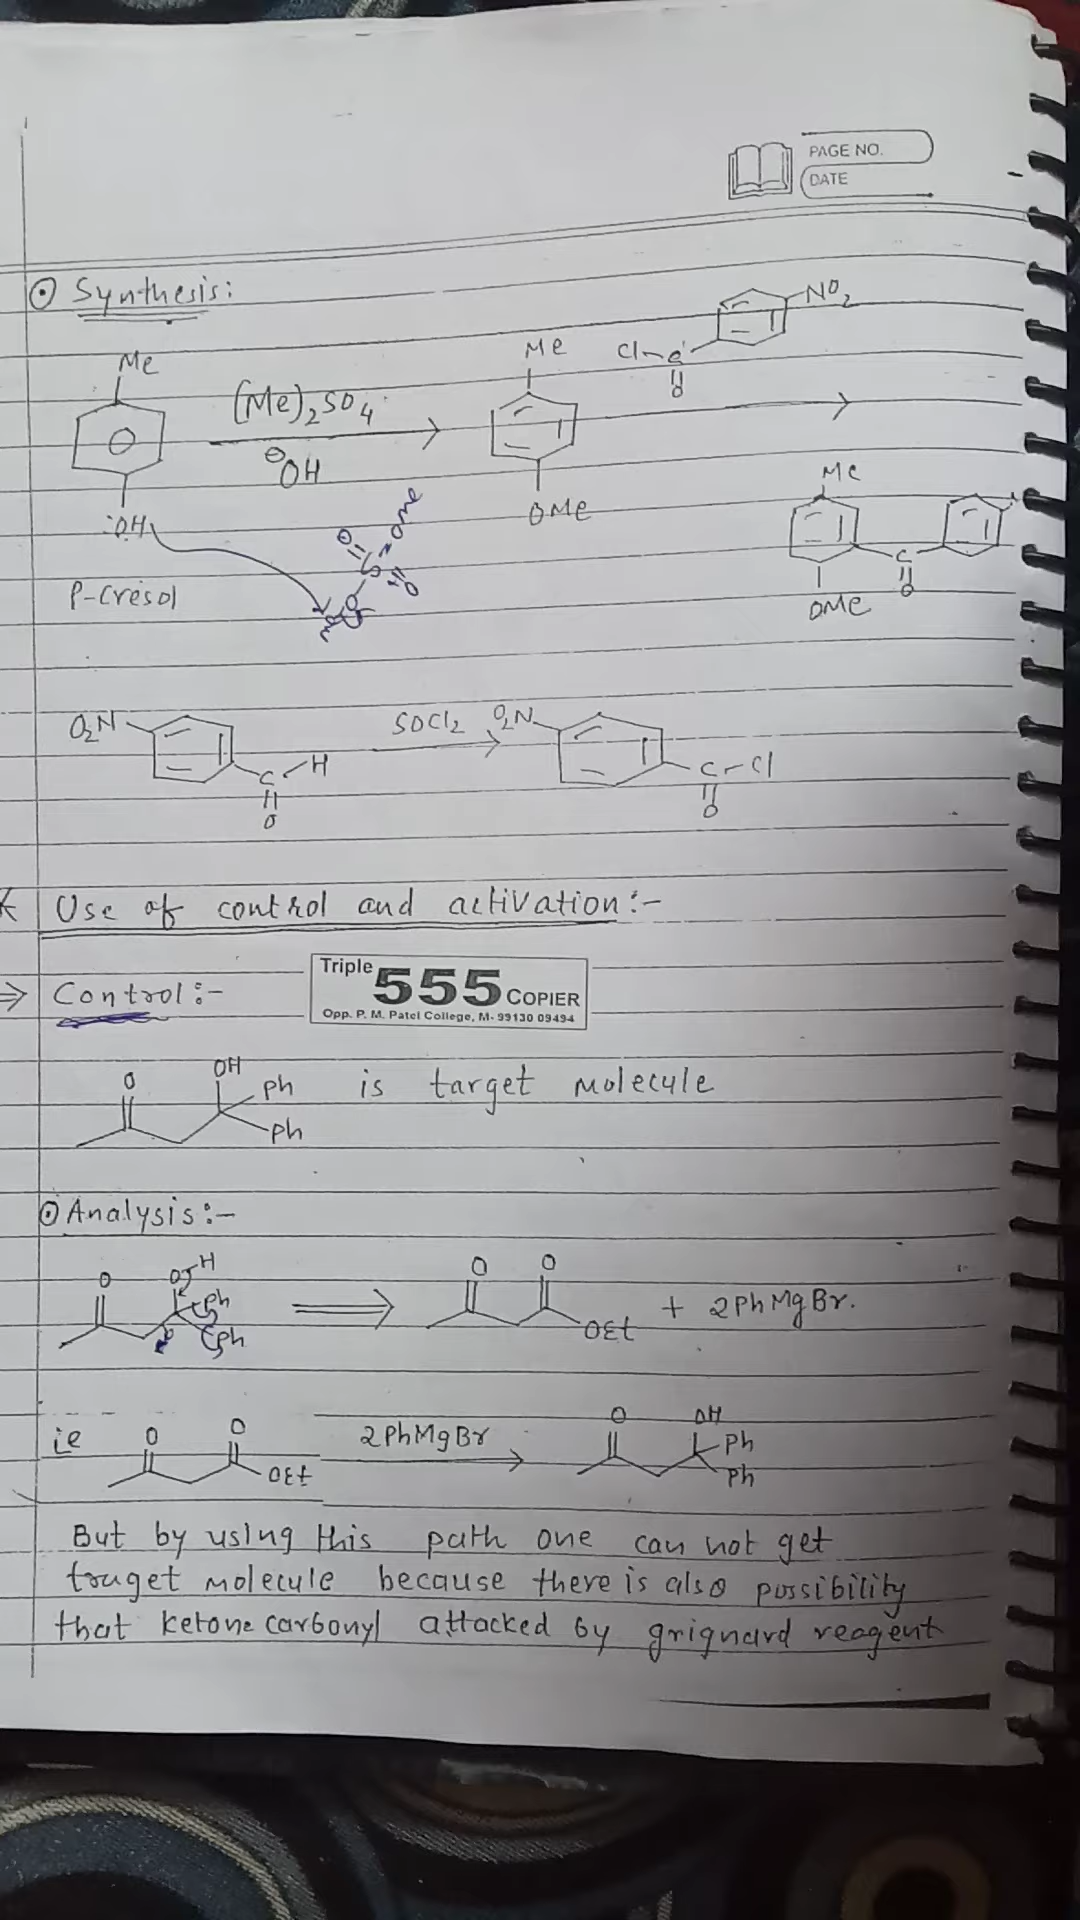 PAGE NO.
DATE
⊙ Synthesis:
NO2
Me
Me
Cl-C
O
(Me)2SO4
⊖OH
Me
:OH
OMe
O
S
OMe
O
O
C
O
OMe
P-Cresol
O2N
C-H
O
SOCl2
O2N
C-Cl
O
Use of control and activation:-
Triple 555 COPIER
Opp. P. M. Patel College, M- 99130 09494
⇒ Control:-
O OH Ph Ph is target molecule
⊙ Analysis:-
O O-H Ph Ph ⟹ O O OEt + 2PhMgBr.
ie O O OEt 2PhMgBr → O OH Ph Ph
But by using this path one can not get
traget molecule because there is also possibility
that ketone carbonyl attacked by grignard reagent